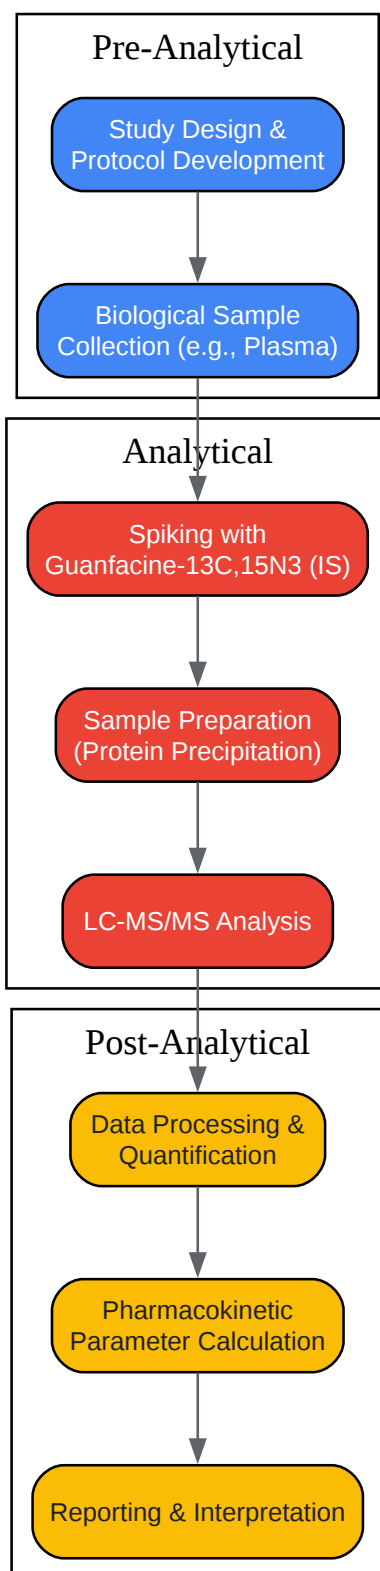 Pre-Analytical
Study Design &
Protocol Development
Biological Sample
Collection (e.g., Plasma)
Analytical
Spiking with
Guanfacine-13C,15N3 (IS)
Sample Preparation
(Protein Precipitation)
LC-MS/MS Analysis
Post-Analytical
Data Processing &
Quantification
Pharmacokinetic
Parameter Calculation
Reporting & Interpretation